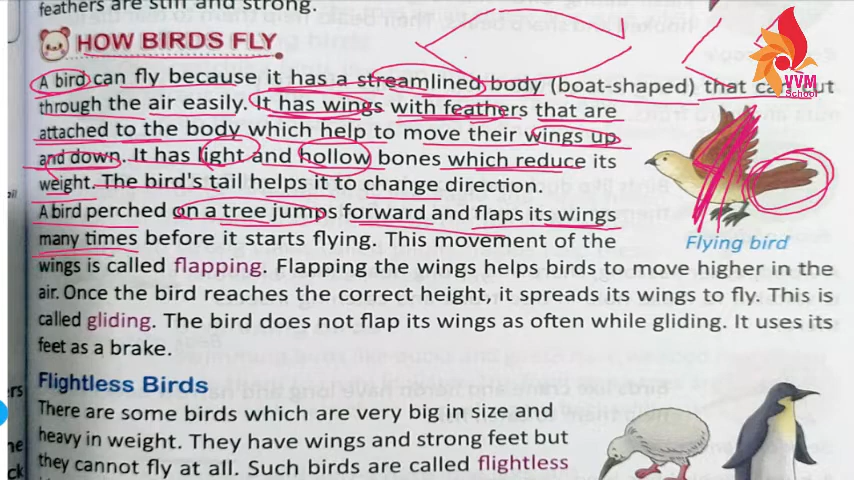 feathers are stiff and strong.
HOW BIRDS FLY
A bird can fly because it has a streamlined body (boat-shaped) that can cut
through the air easily. It has wings with feathers that are
attached to the body which help to move their wings up
and down. It has light and hollow bones which reduce its
weight. The bird's tail helps it to change direction.
A bird perched on a tree jumps forward and flaps its wings
many times before it starts flying. This movement of the
wings is called flapping. Flapping the wings helps birds to move higher in the
air. Once the bird reaches the correct height, it spreads its wings to fly. This is
called gliding. The bird does not flap its wings as often while gliding. It uses its
feet as a brake.
Flying bird
Flightless Birds
There are some birds which are very big in size and
heavy in weight. They have wings and strong feet but
they cannot fly at all. Such birds are called flightless
VVM
School